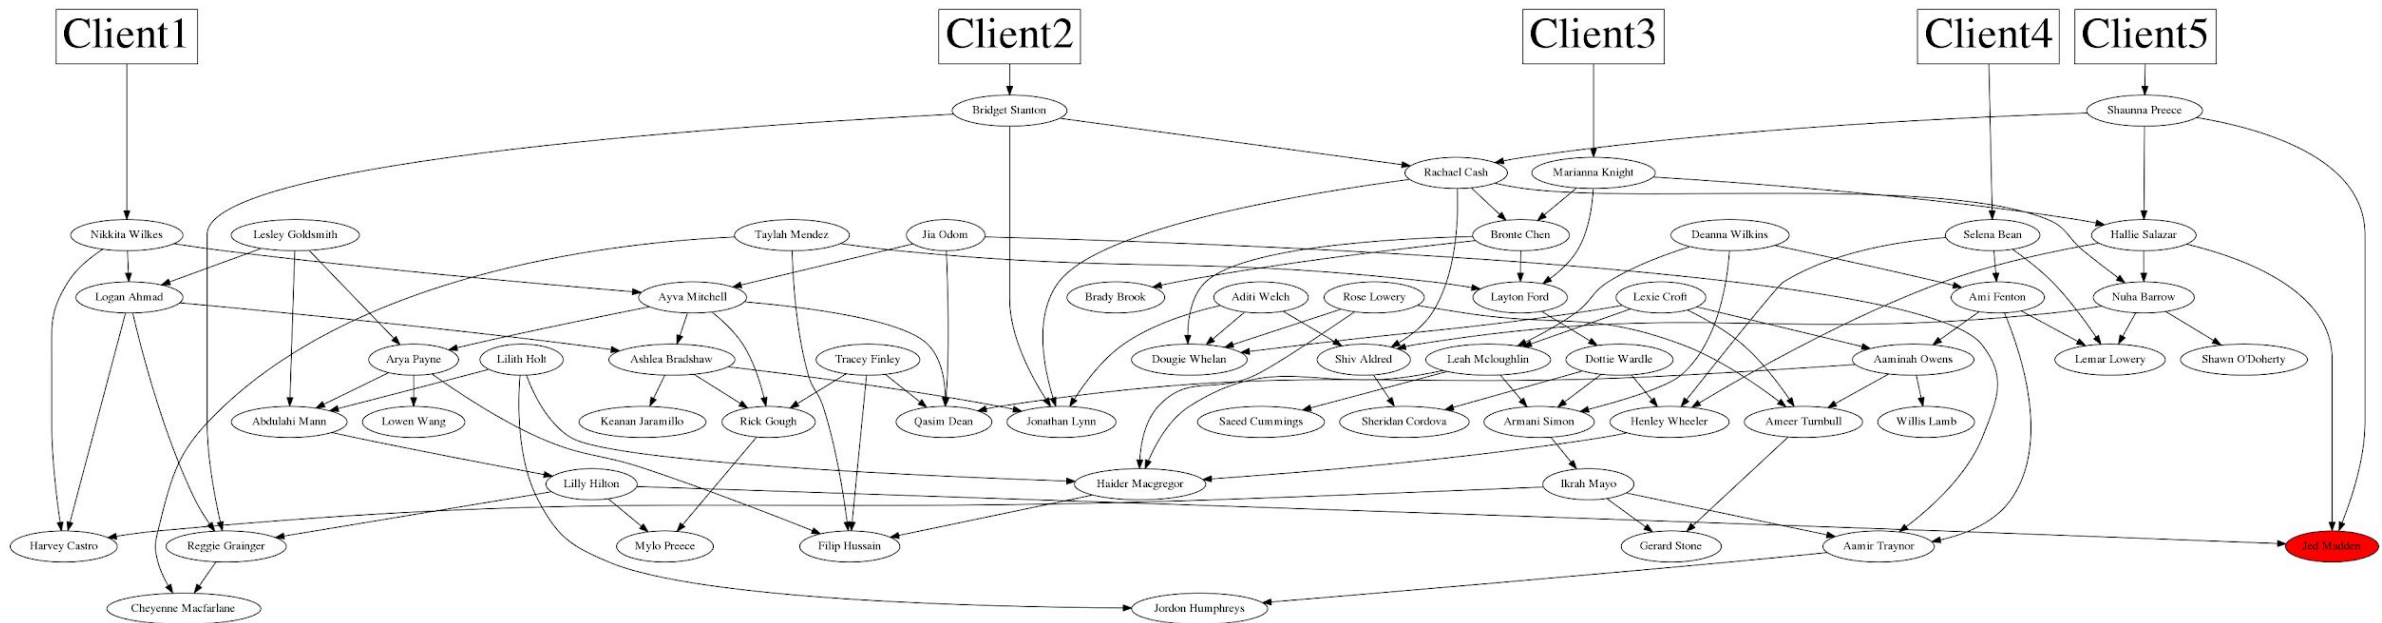 Client1
Client2
Client3
Client4
Client5
Bridget Stanton
Shaunna Preece
Rachael Cash
Marianna Knight
Nikkita Wilkes
Lesley Goldsmith
Taylah Mendez
Jia Odom
Bronte Chen
Deanna Wilkins
Selena Bean
Hallie Salazar
Logan Ahmad
Ayva Mitchell
Brady Brook
Aditi Welch
Rose Lowery
Layton Ford
Lexie Croft
Ami Fenton
Nuha Barrow
Arya Payne
Lilith Holt
Ashlea Bradshaw
Tracey Finley
Dougie Whelan
Shiv Aldred
Leah Mcloughlin
Dottie Wardle
Aaminah Owens
Lemar Lowery
Shawn O'Doherty
Abdulahi Mann
Lowen Wang
Keanan Jaramillo
Rick Gough
Qasim Dean
Jonathan Lynn
Saeed Cummings
Sheridan Cordova
Armani Simon
Henley Wheeler
Ameer Turnbull
Willis Lamb
Lilly Hilton
Haider Macgregor
Ikrah Mayo
Harvey Castro
Reggie Grainger
Mylo Preece
Filip Hussain
Gerard Stone
Aamir Traynor
Jed Madden
Cheyenne Macfarlane
Jordon Humphreys